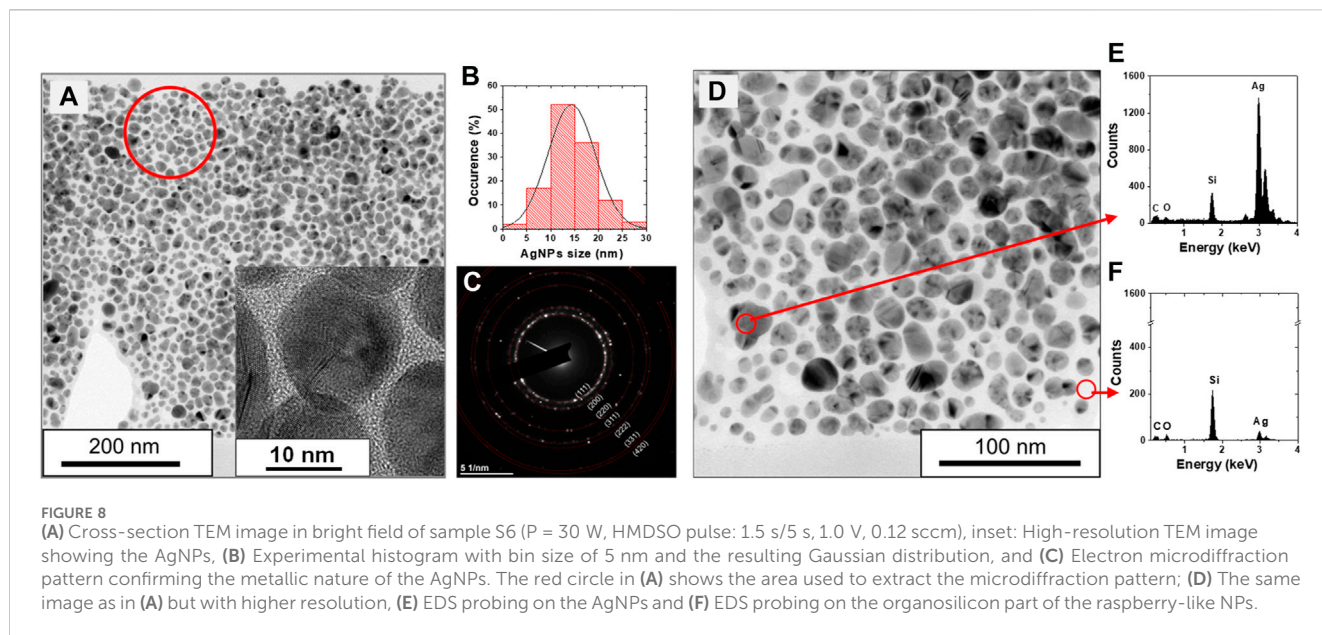 A
200 nm
10 nm
B
60
50
40
30
20
10
0
Occurence (%)
0 5 10 15 20 25 30
AgNPs size (nm)
C
(111)
(200)
(220)
(311)
(222)
(331)
(420)
5 1/nm
D
100 nm
E
1600
1200
800
400
0
Counts
Ag
Si
C O
1 2 3 4
Energy (keV)
F
1600
400
200
0
Counts
Si
Ag
C O
1 2 3 4
Energy (keV)
FIGURE 8
(A) Cross-section TEM image in bright field of sample S6 (P = 30 W, HMDSO pulse: 1.5 s/5 s, 1.0 V, 0.12 sccm), inset: High-resolution TEM image
showing the AgNPs, (B) Experimental histogram with bin size of 5 nm and the resulting Gaussian distribution, and (C) Electron microdiffraction
pattern confirming the metallic nature of the AgNPs. The red circle in (A) shows the area used to extract the microdiffraction pattern; (D) The same
image as in (A) but with higher resolution, (E) EDS probing on the AgNPs and (F) EDS probing on the organosilicon part of the raspberry-like NPs.